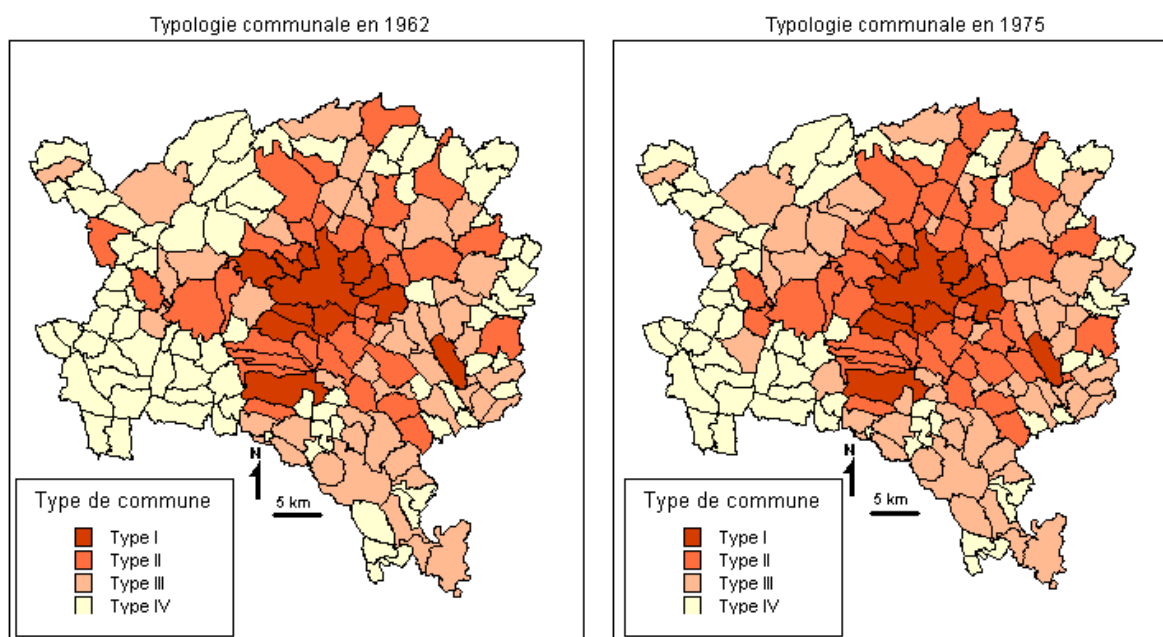 Typologie communale en 1962
N
5 km
Type de commune
Type I
Type II
Type III
Type IV
Typologie communale en 1975
N
5 km
Type de commune
Type I
Type II
Type III
Type IV